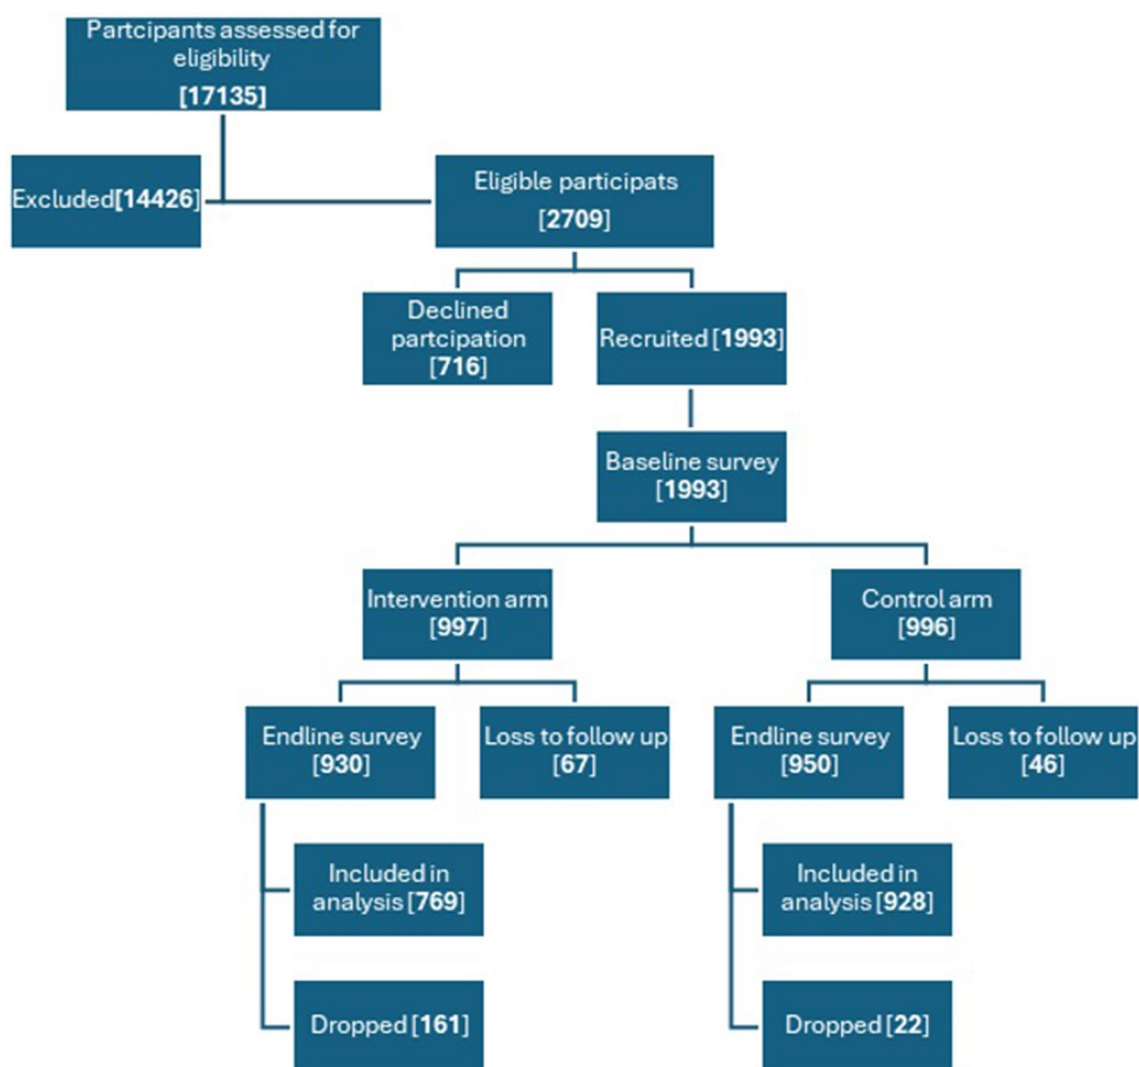 Partcipants assessed for
eligibility
[17135]
Excluded[14426]
Eligible participats
[2709]
Declined
partcipation
[716]
Recruited [1993]
Baseline survey
[1993]
Intervention arm
[997]
Control arm
[996]
Endline survey
[930]
Loss to follow up
[67]
Endline survey
[950]
Loss to follow up
[46]
Included in
analysis [769]
Included in
analysis [928]
Dropped [161]
Dropped [22]